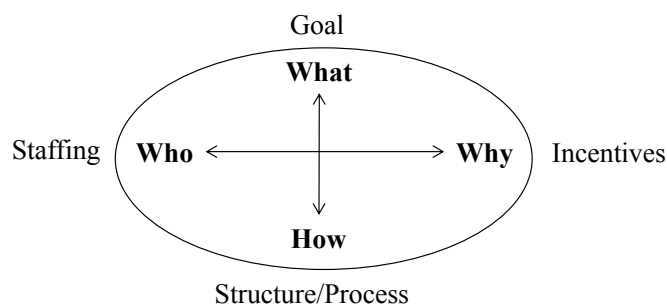 Goal
What
Staffing Who Why Incentives
How
Structure/Process